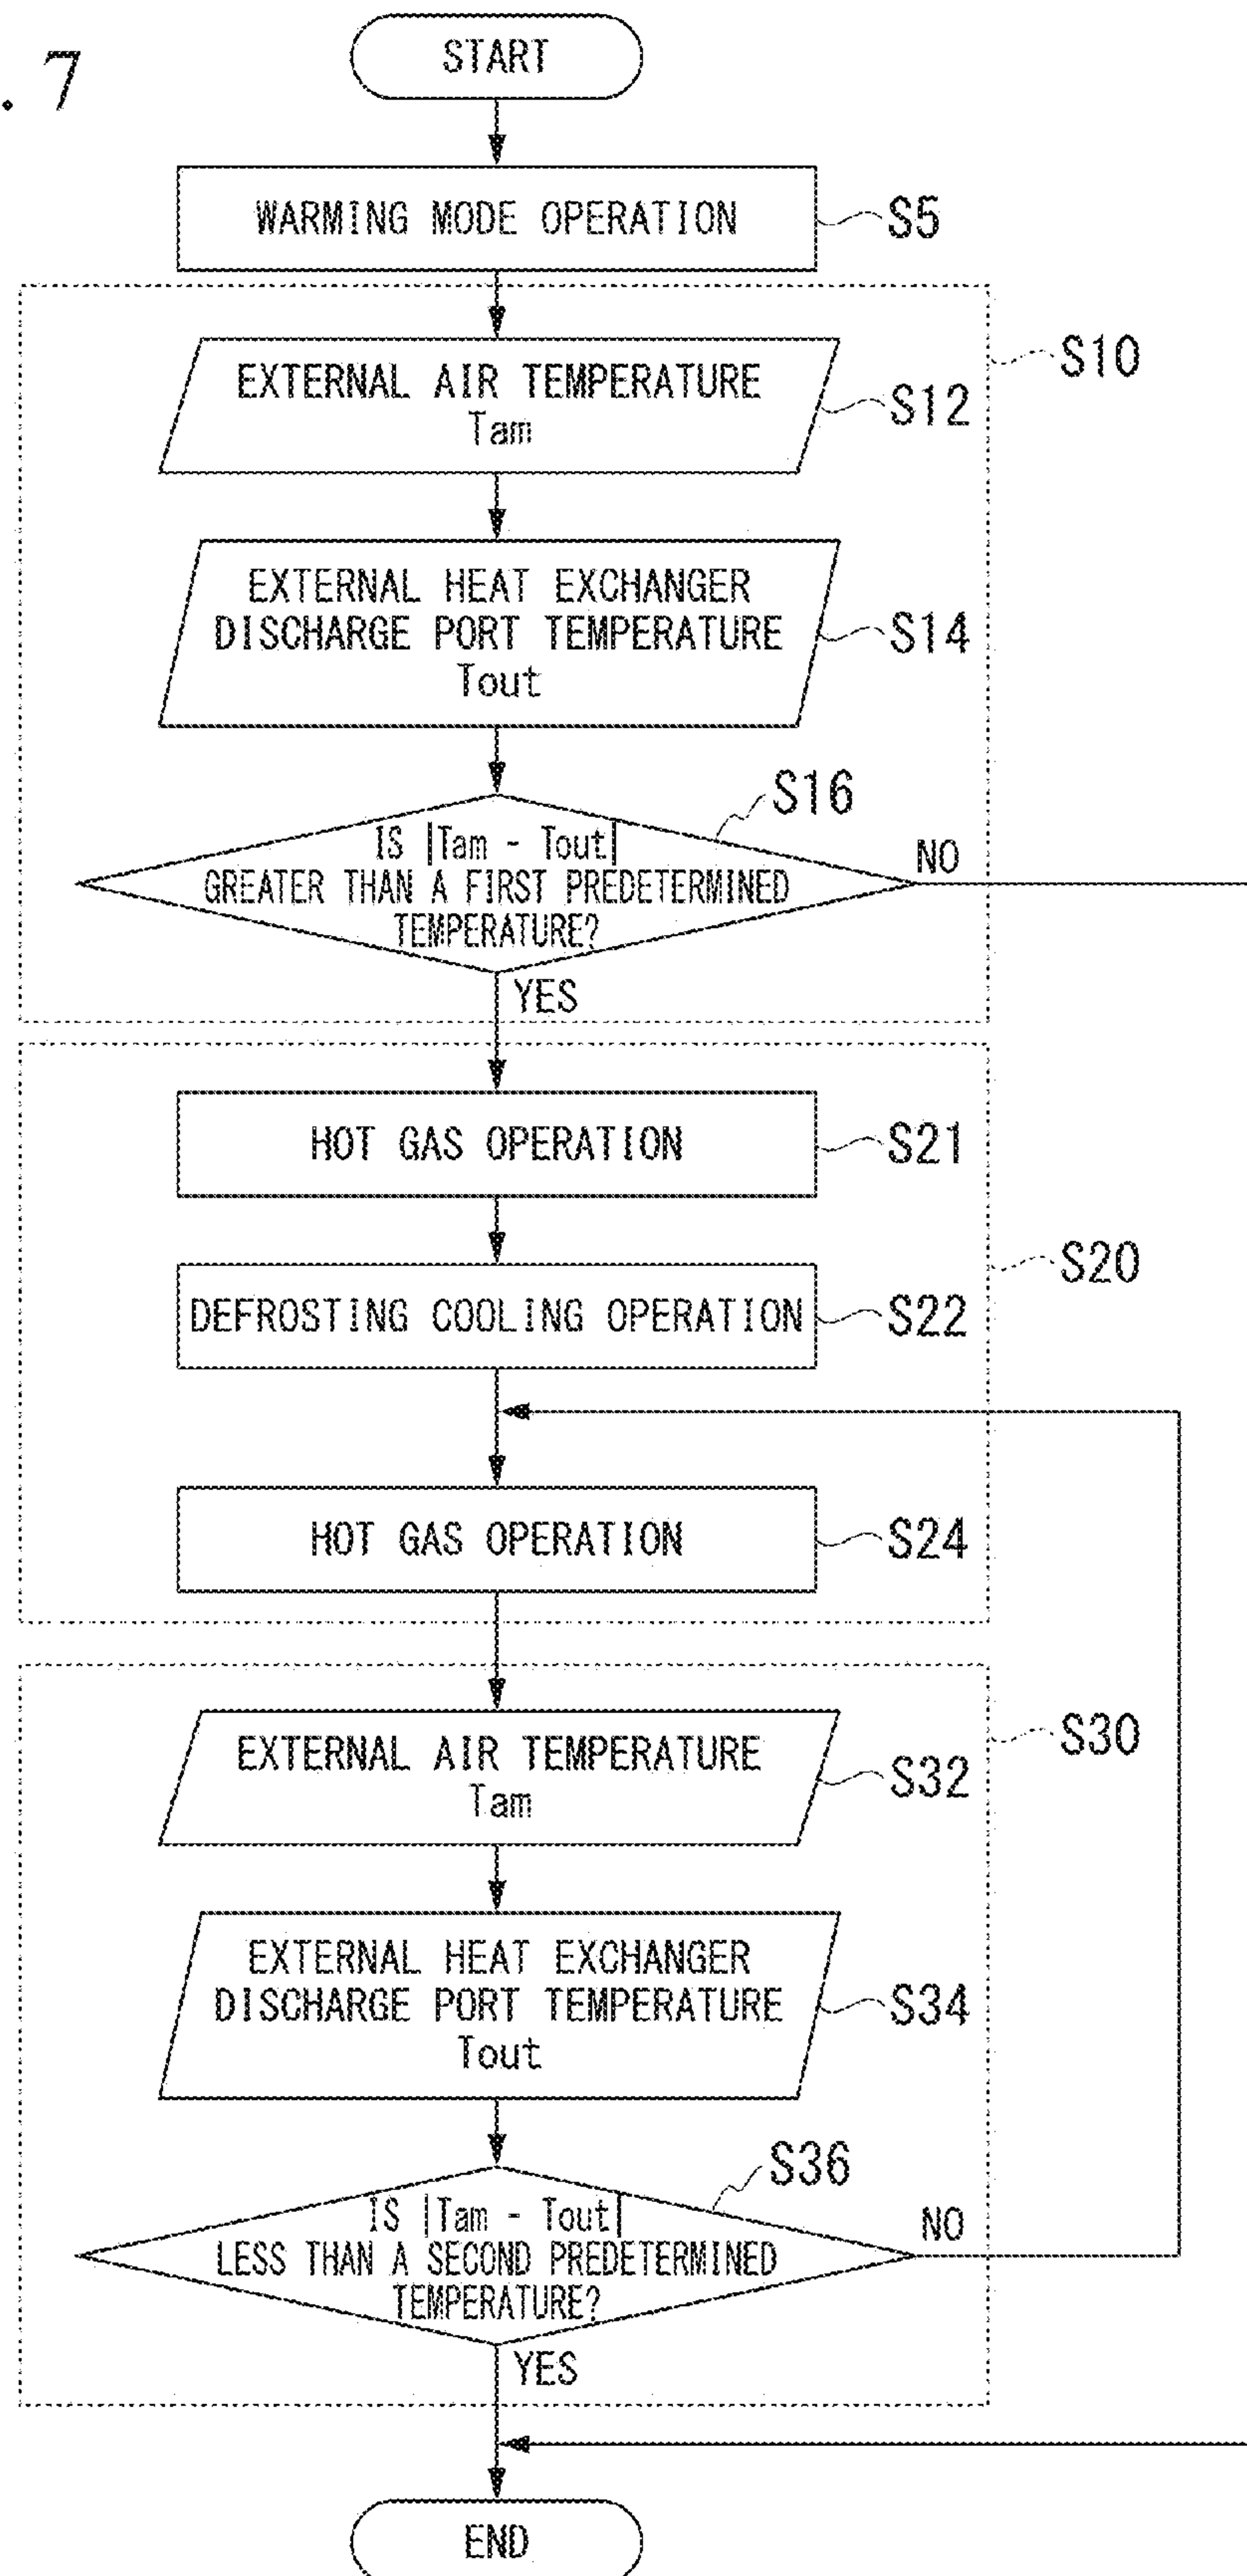 . 7
START
WARMING MODE OPERATION
S5
S10
EXTERNAL AIR TEMPERATURE
Tam
S12
EXTERNAL HEAT EXCHANGER
DISCHARGE PORT TEMPERATURE
Tout
S14
S16
IS |Tam - Tout|
GREATER THAN A FIRST PREDETERMINED
TEMPERATURE?
NO
YES
HOT GAS OPERATION
S21
S20
DEFROSTING COOLING OPERATION
S22
HOT GAS OPERATION
S24
S30
EXTERNAL AIR TEMPERATURE
Tam
S32
EXTERNAL HEAT EXCHANGER
DISCHARGE PORT TEMPERATURE
Tout
S34
S36
IS |Tam - Tout|
LESS THAN A SECOND PREDETERMINED
TEMPERATURE?
NO
YES
END